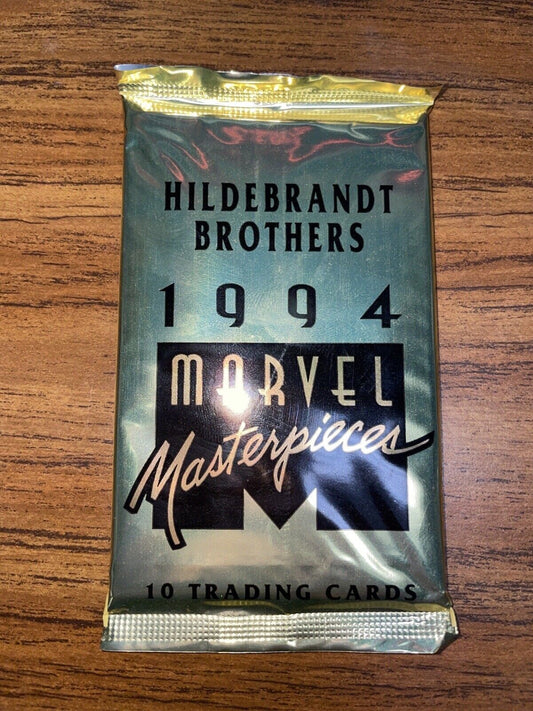 HILDEBRANDT
BROTHERS
1994
MARVEL
Masterpieces
10 TRADING CARDS